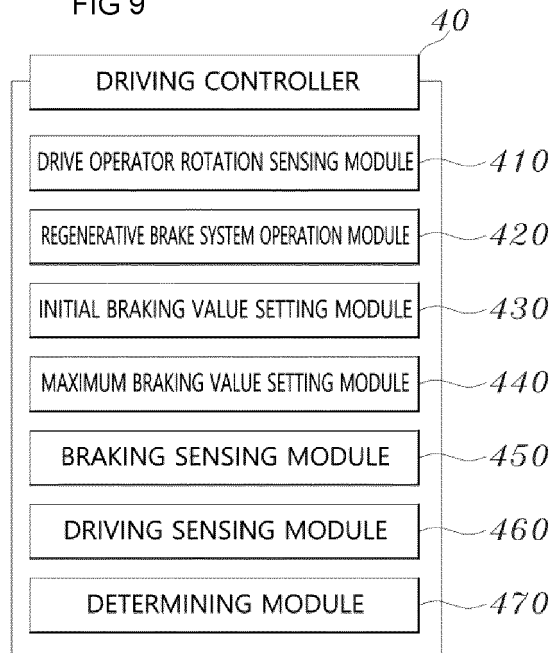 FIG 9
40
DRIVING CONTROLLER
DRIVE OPERATOR ROTATION SENSING MODULE 410
REGENERATIVE BRAKE SYSTEM OPERATION MODULE 420
INITIAL BRAKING VALUE SETTING MODULE 430
MAXIMUM BRAKING VALUE SETTING MODULE 440
BRAKING SENSING MODULE 450
DRIVING SENSING MODULE 460
DETERMINING MODULE 470